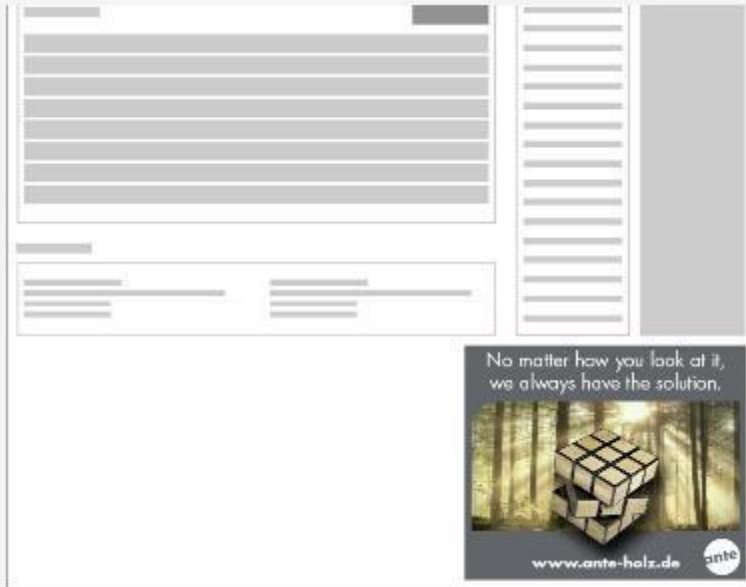 No matter how you look at it,
we always have the solution.
www.ante-holz.de
ante